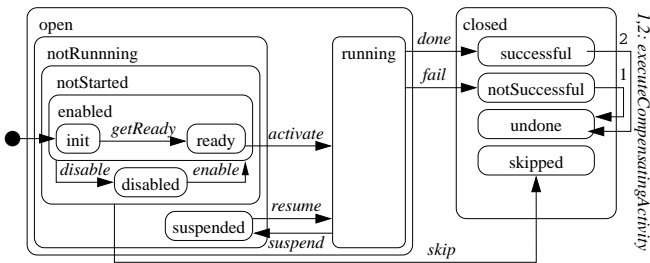 open
closed
notRunnning
running
done
successful
2
notStarted
fail
notSuccessful
1
enabled
init
getReady
ready
activate
undone
disable
disabled
enable
skipped
suspended
resume
suspend
skip
1,2: executeCompensatingActivity